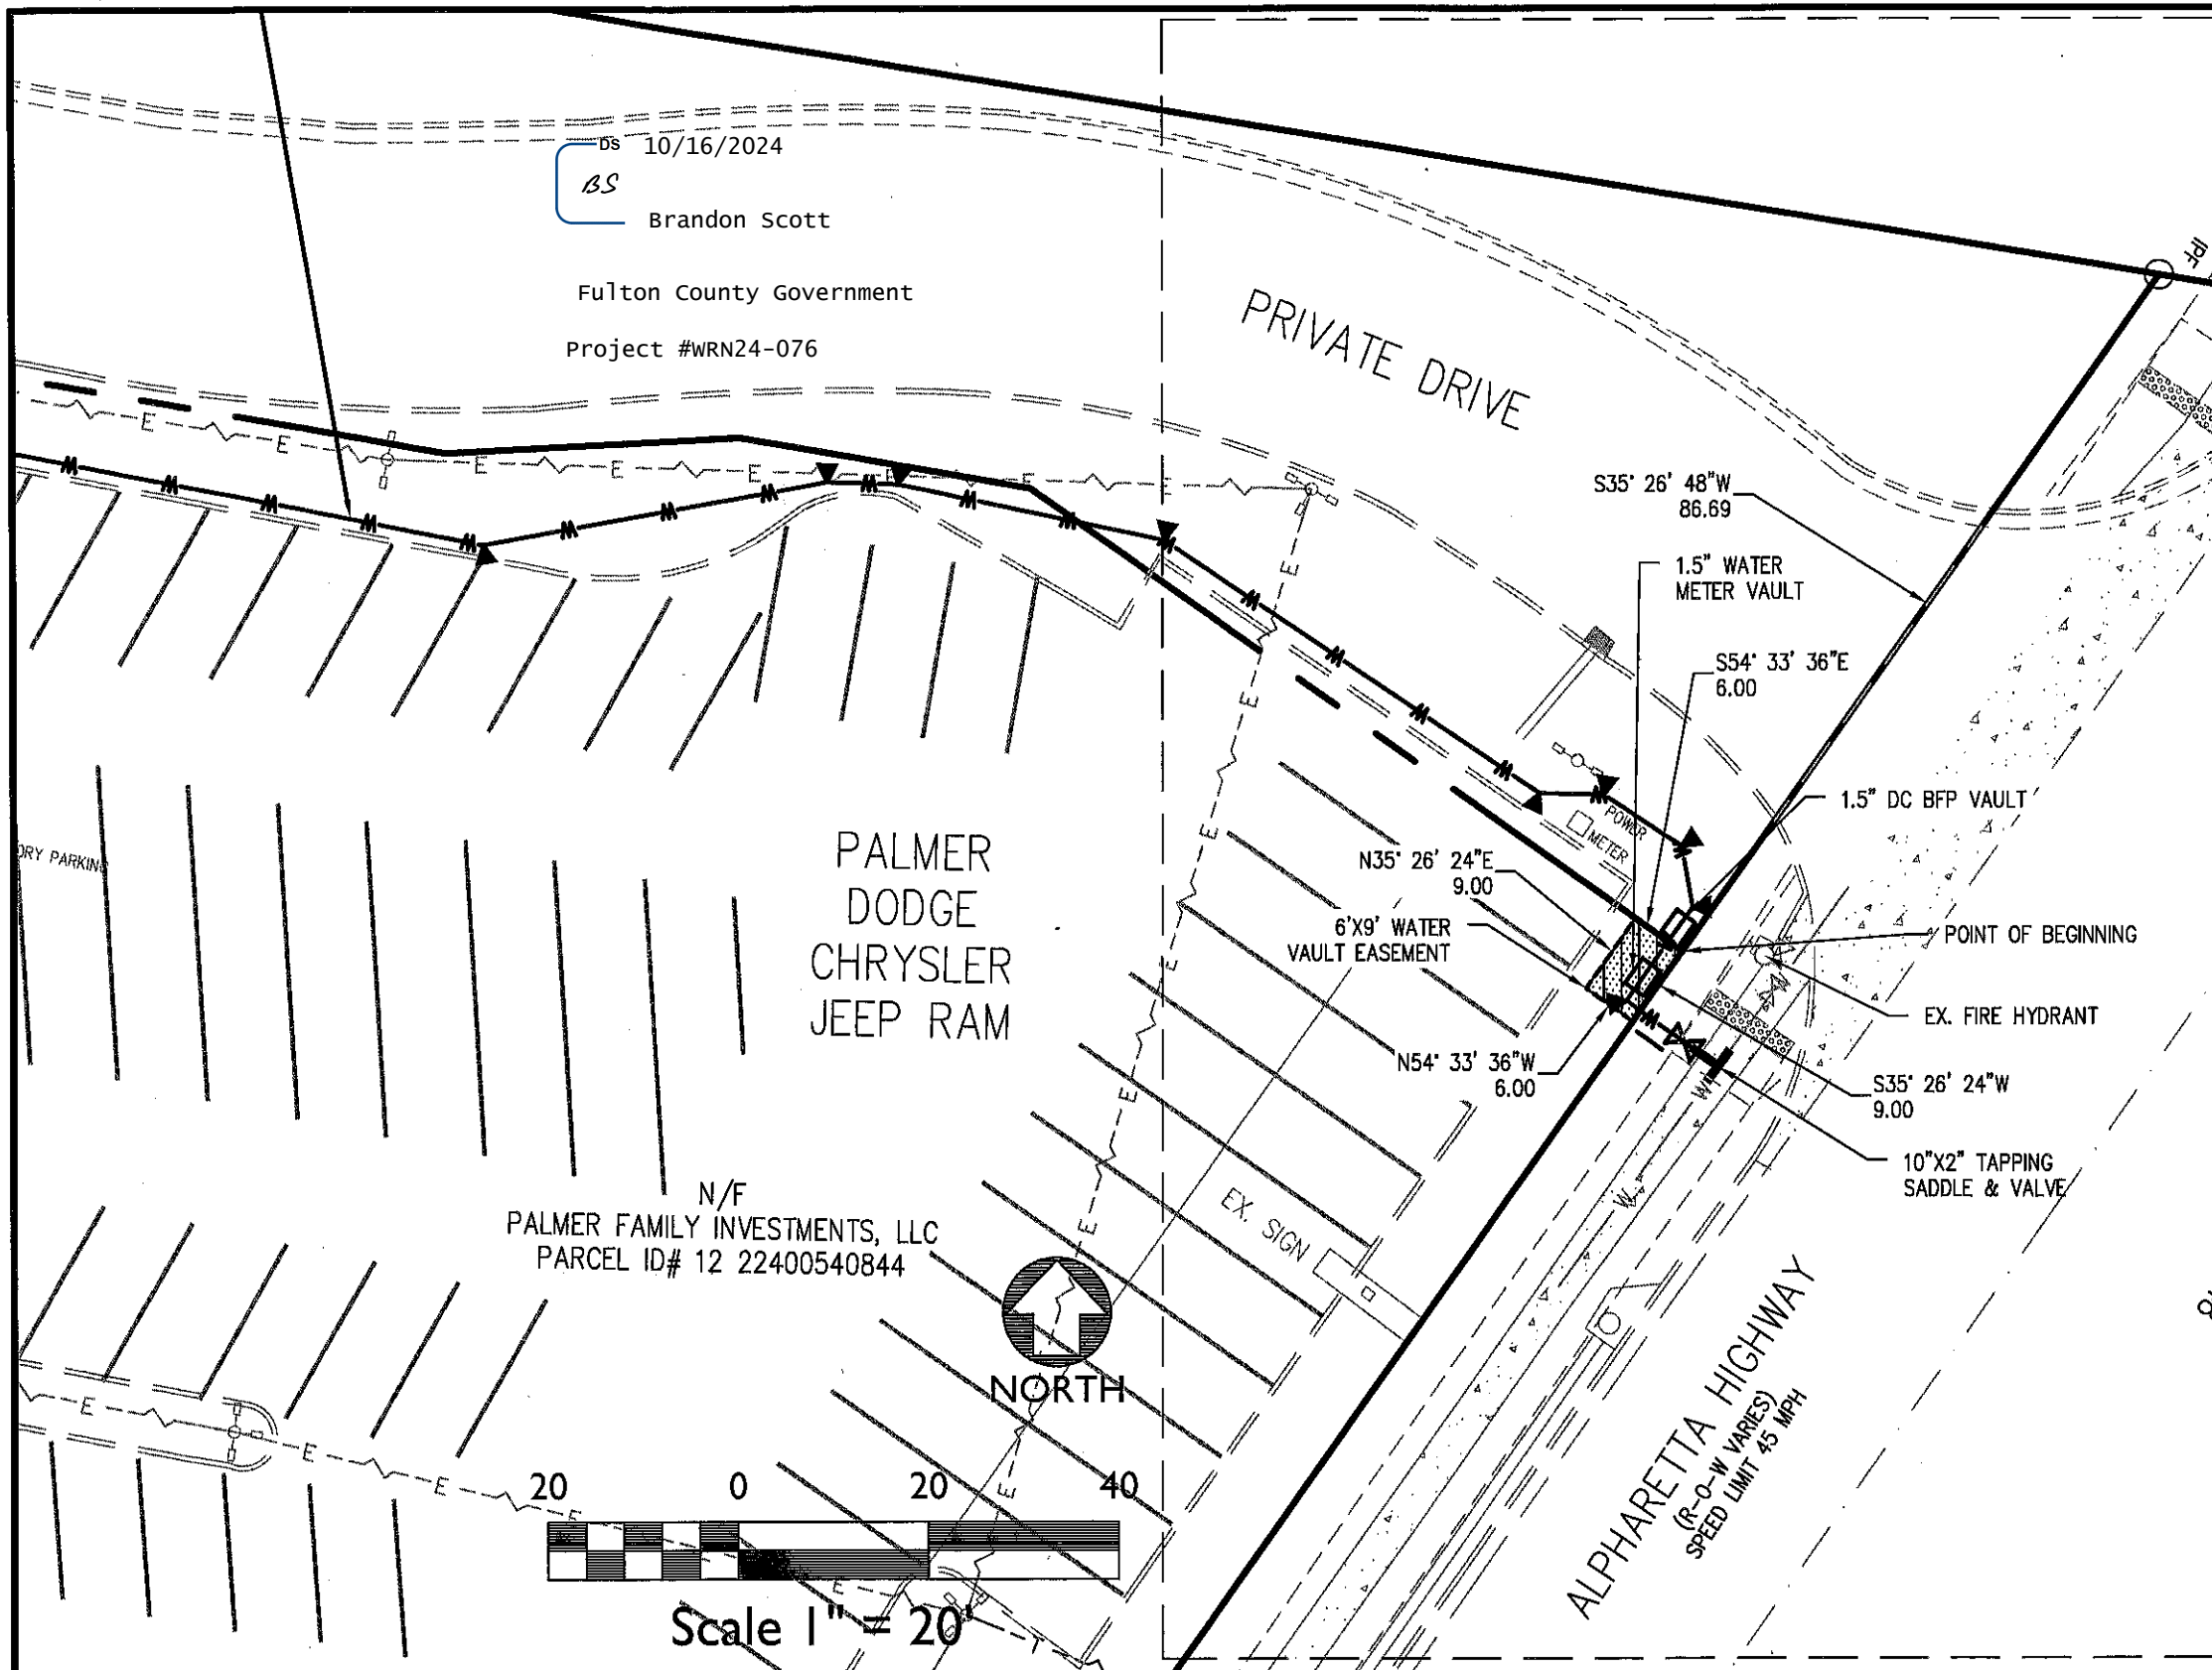 DS 10/16/2024
BS
Brandon Scott
Fulton County Government
Project #WRN24-076
IPF
PRIVATE DRIVE
S35° 26' 48"W
86.69
1.5" WATER
METER VAULT
S54° 33' 36"E
6.00
1.5" DC BFP VAULT
POWER
METER
N35° 26' 24"E
9.00
6'X9' WATER
VAULT EASEMENT
POINT OF BEGINNING
EX. FIRE HYDRANT
N54° 33' 36"W
6.00
S35° 26' 24"W
9.00
10"X2" TAPPING
SADDLE & VALVE
PALMER
DODGE
CHRYSLER
JEEP RAM
N/F
PALMER FAMILY INVESTMENTS, LLC
PARCEL ID# 12 22400540844
EX. SIGN
NORTH
ALPHARETTA HIGHWAY
(R-O-W VARIES)
SPEED LIMIT 45 MPH
20 0 20 40
Scale 1" = 20'